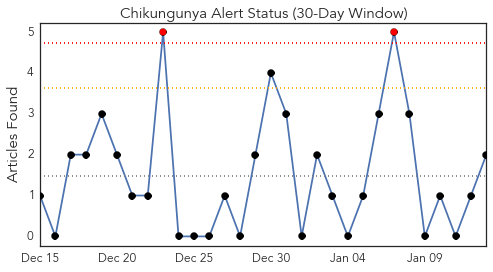 Chikungunya Alert Status (30-Day Window)
Articles Found
5
4
3
2
1
0
Dec 15 Dec 20 Dec 25 Dec 30 Jan 04 Jan 09